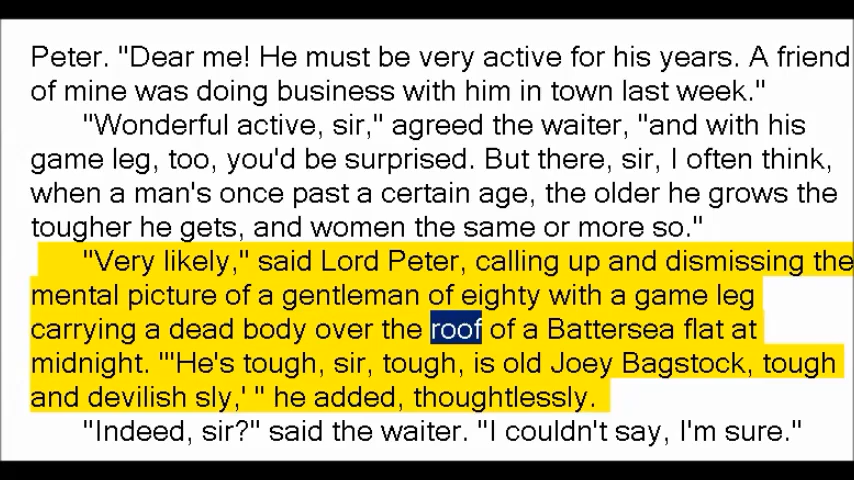 Peter. "Dear me! He must be very active for his years. A friend
of mine was doing business with him in town last week."
"Wonderful active, sir," agreed the waiter, "and with his
game leg, too, you'd be surprised. But there, sir, I often think,
when a man's once past a certain age, the older he grows the
tougher he gets, and women the same or more so."
"Very likely," said Lord Peter, calling up and dismissing the
mental picture of a gentleman of eighty with a game leg
carrying a dead body over the roof of a Battersea flat at
midnight. "'He's tough, sir, tough, is old Joey Bagstock, tough
and devilish sly,' " he added, thoughtlessly.
"Indeed, sir?" said the waiter. "I couldn't say, I'm sure."